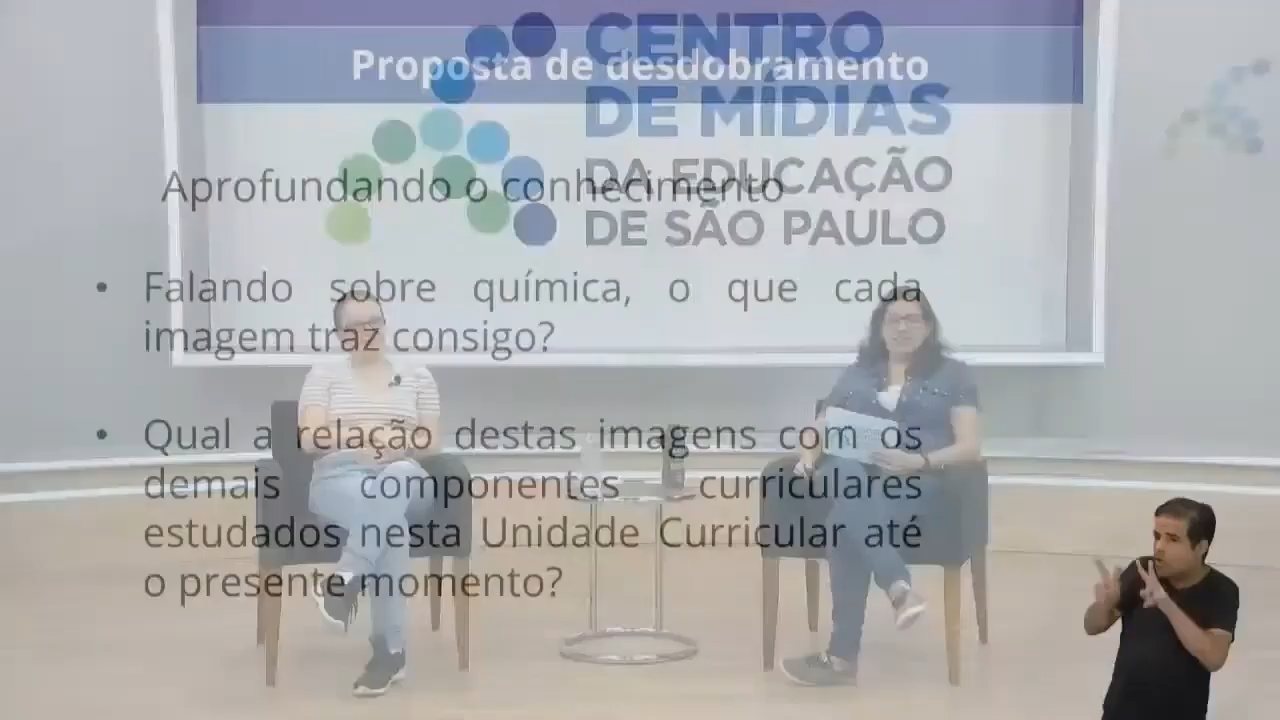 CENTRO
Proposta de desdobramento
DE MÍDIAS
DA EDUCAÇÃO
Aprofundando o conhecimento
DE SÃO PAULO
• Falando sobre química, o que cada
imagem traz consigo?
• Qual a relação destas imagens com os
demais componentes curriculares
estudados nesta Unidade Curricular até
o presente momento?